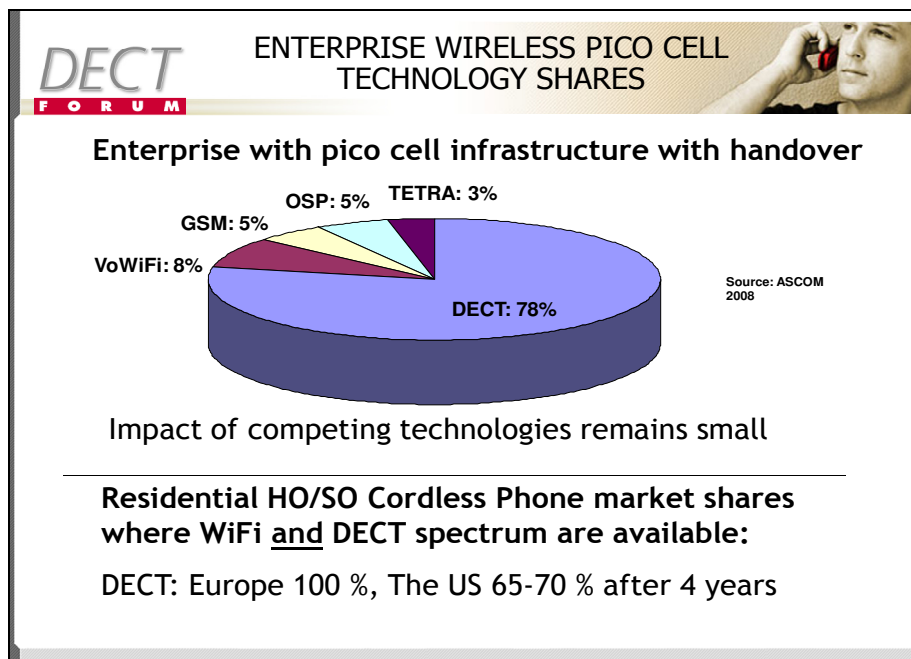 DECT
FORUM
ENTERPRISE WIRELESS PICO CELL
TECHNOLOGY SHARES
Enterprise with pico cell infrastructure with handover
OSP: 5%
TETRA: 3%
GSM: 5%
VoWiFi: 8%
DECT: 78%
Source: ASCOM
2008
Impact of competing technologies remains small
Residential HO/SO Cordless Phone market shares
where WiFi and DECT spectrum are available:
DECT: Europe 100 %, The US 65-70 % after 4 years